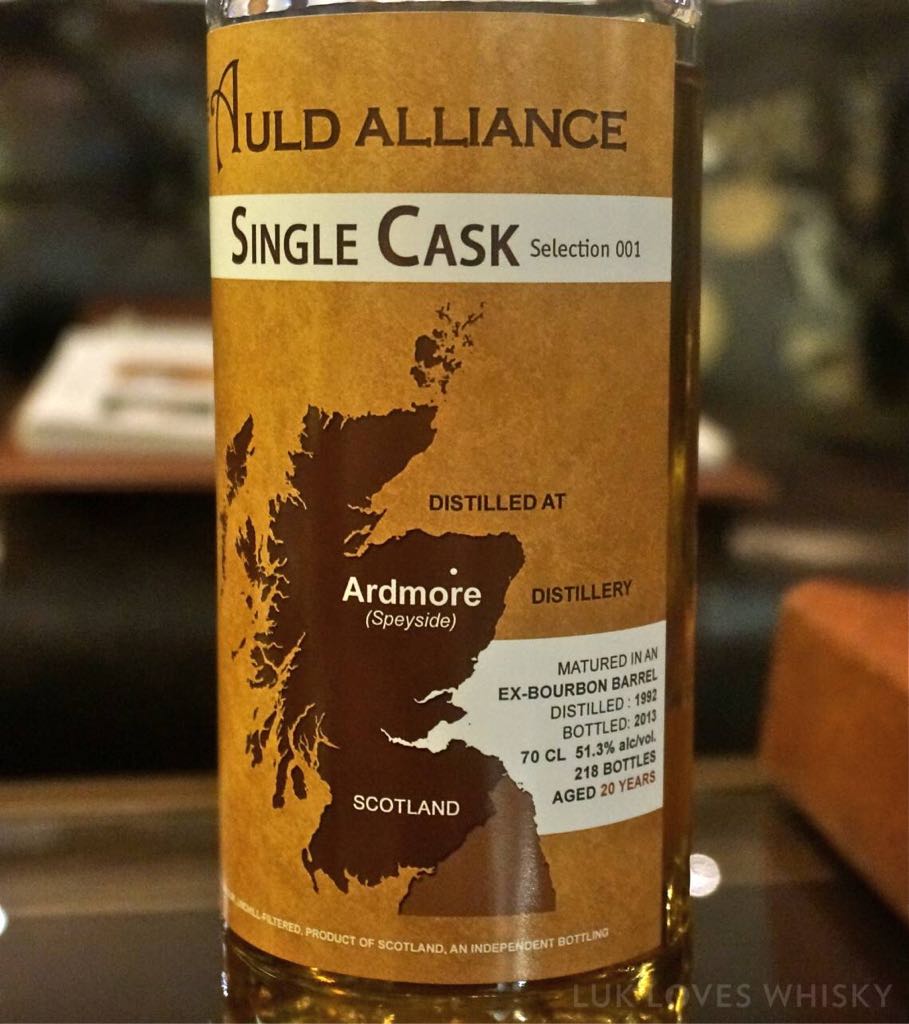 AULD ALLIANCE
SINGLE CASK Selection 001
DISTILLED AT
Ardmore
(Speyside)
DISTILLERY
MATURED IN AN
EX-BOURBON BARREL
DISTILLED : 1992
BOTTLED: 2013
70 CL 51.3% alc/vol.
218 BOTTLES
AGED 20 YEARS
SCOTLAND
UNCHILL-FILTERED, PRODUCT OF SCOTLAND, AN INDEPENDENT BOTTLING
LUK LOVES WHISKY